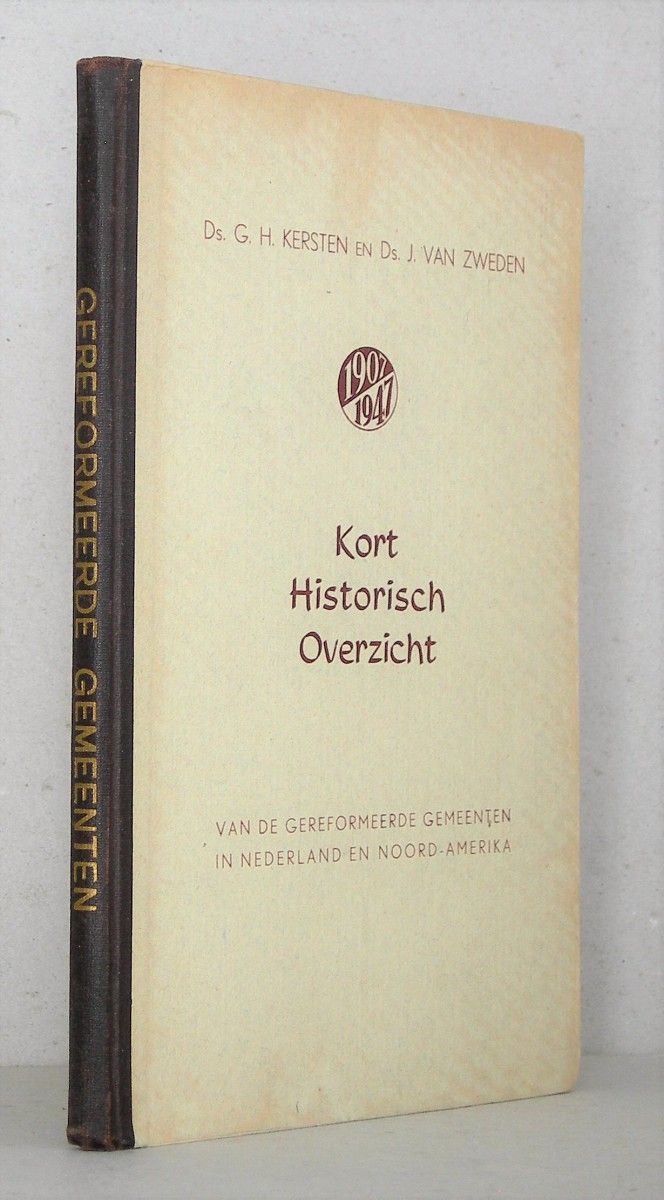 Ds. G. H. KERSTEN EN Ds. J. VAN ZWEDEN
1907
1947
Kort
Historisch
Overzicht
VAN DE GEREFORMEERDE GEMEENTEN
IN NEDERLAND EN NOORD-AMERIKA
GEREFORMEERDE GEMEENTEN